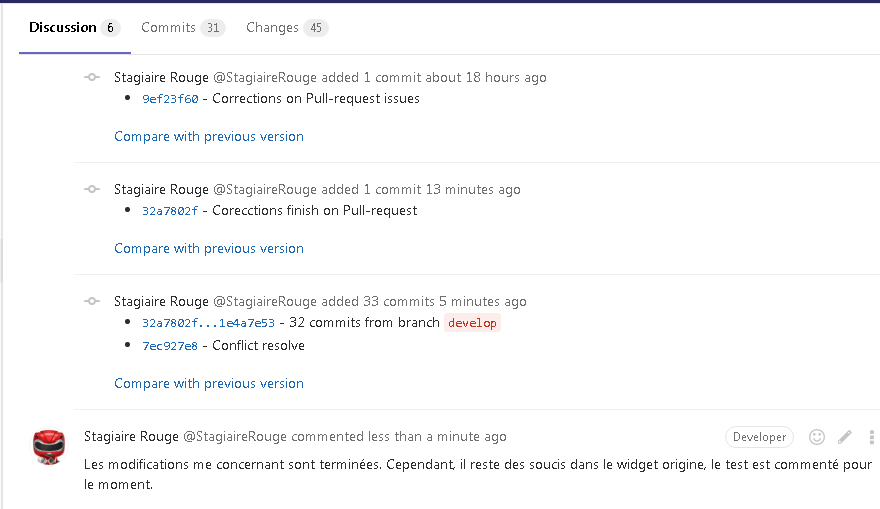 Discussion 6 Commits 31 Changes 45
Stagiaire Rouge @StagiaireRouge added 1 commit about 18 hours ago
9ef23f60 - Corrections on Pull-request issues
Compare with previous version
Stagiaire Rouge @StagiaireRouge added 1 commit 13 minutes ago
32a7802f - Corecctions finish on Pull-request
Compare with previous version
Stagiaire Rouge @StagiaireRouge added 33 commits 5 minutes ago
32a7802f...1e4a7e53 - 32 commits from branch develop
7ec927e8 - Conflict resolve
Compare with previous version
Stagiaire Rouge @StagiaireRouge commented less than a minute ago Developer
Les modifications me concernant sont terminées. Cependant, il reste des soucis dans le widget origine, le test est commenté pour
le moment.